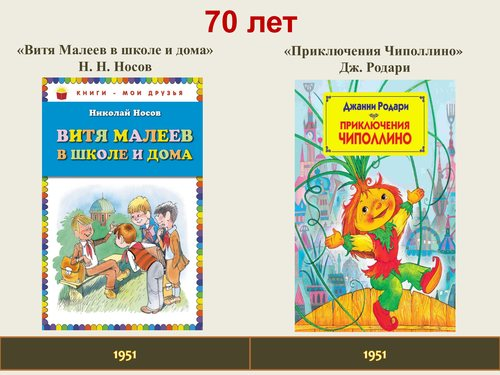 70 лет
«Витя Малеев в школе и дома»
Н. Н. Носов
«Приключения Чиполлино»
Дж. Родари
КНИГИ - МОИ ДРУЗЬЯ
Николай Носов
ВИТЯ МАЛЕЕВ
В ШКОЛЕ И ДОМА
Джанни Родари
ПРИКЛЮЧЕНИЯ
ЧИПОЛЛИНО
1951
1951